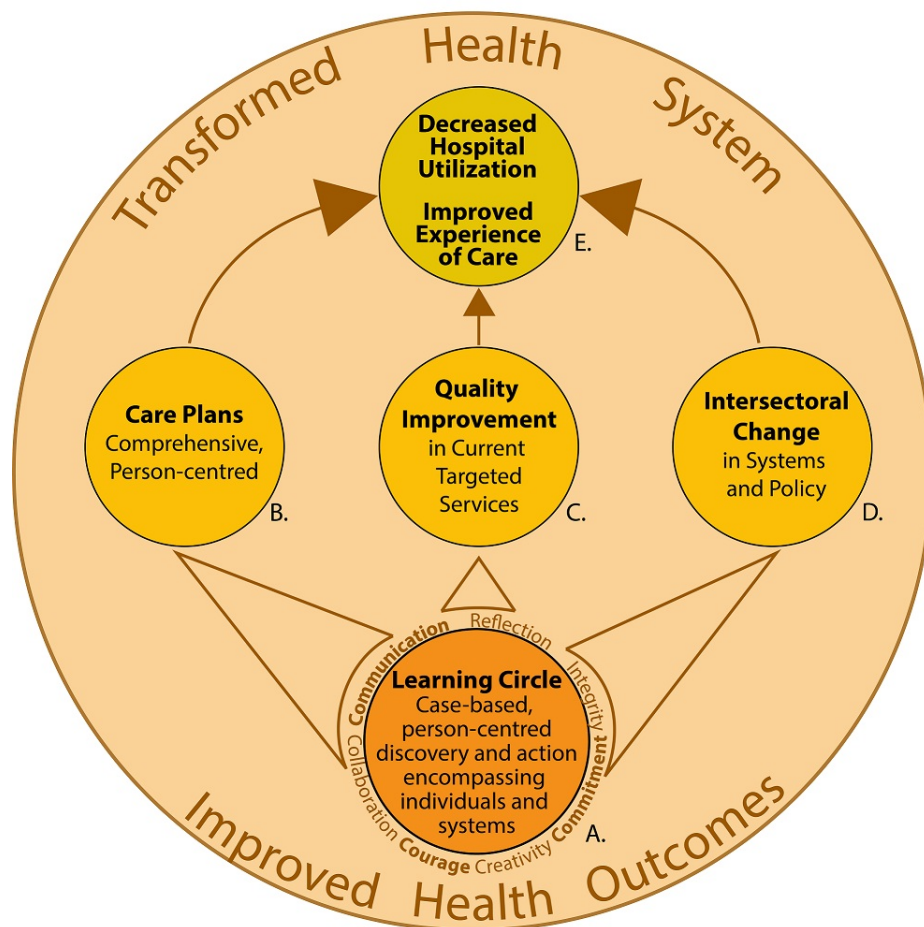 Transformed Health System
Decreased
Hospital
Utilization
Improved
Experience
of Care
E.
Care Plans
Comprehensive,
Person-centred
B.
Quality
Improvement
in Current
Targeted
Services
C.
Intersectoral
Change
in Systems
and Policy
D.
Collaboration Communication Reflection Integrity Commitment Creativity Courage
Learning Circle
Case-based,
person-centred
discovery and action
encompassing
individuals and
systems
A.
Improved Health Outcomes